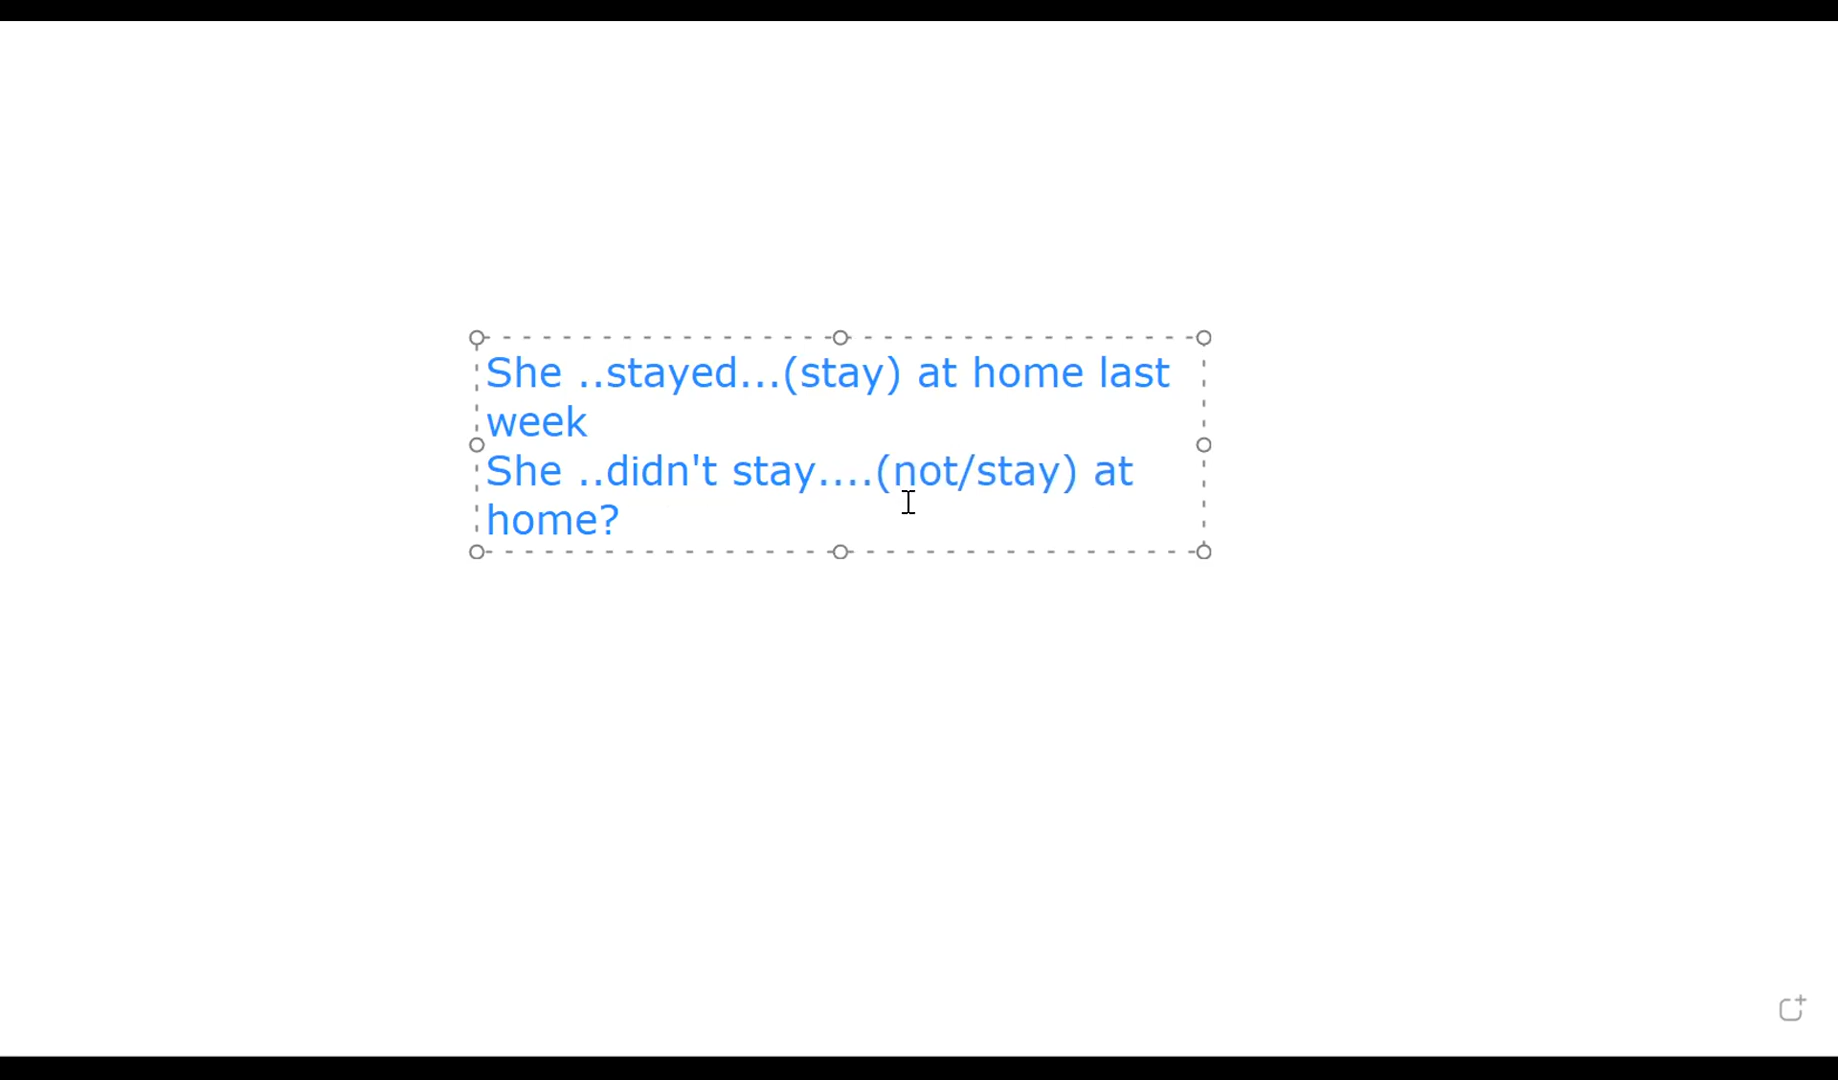 She ..stayed...(stay) at home last
week
She ..didn't stay....(not/stay) at
home?